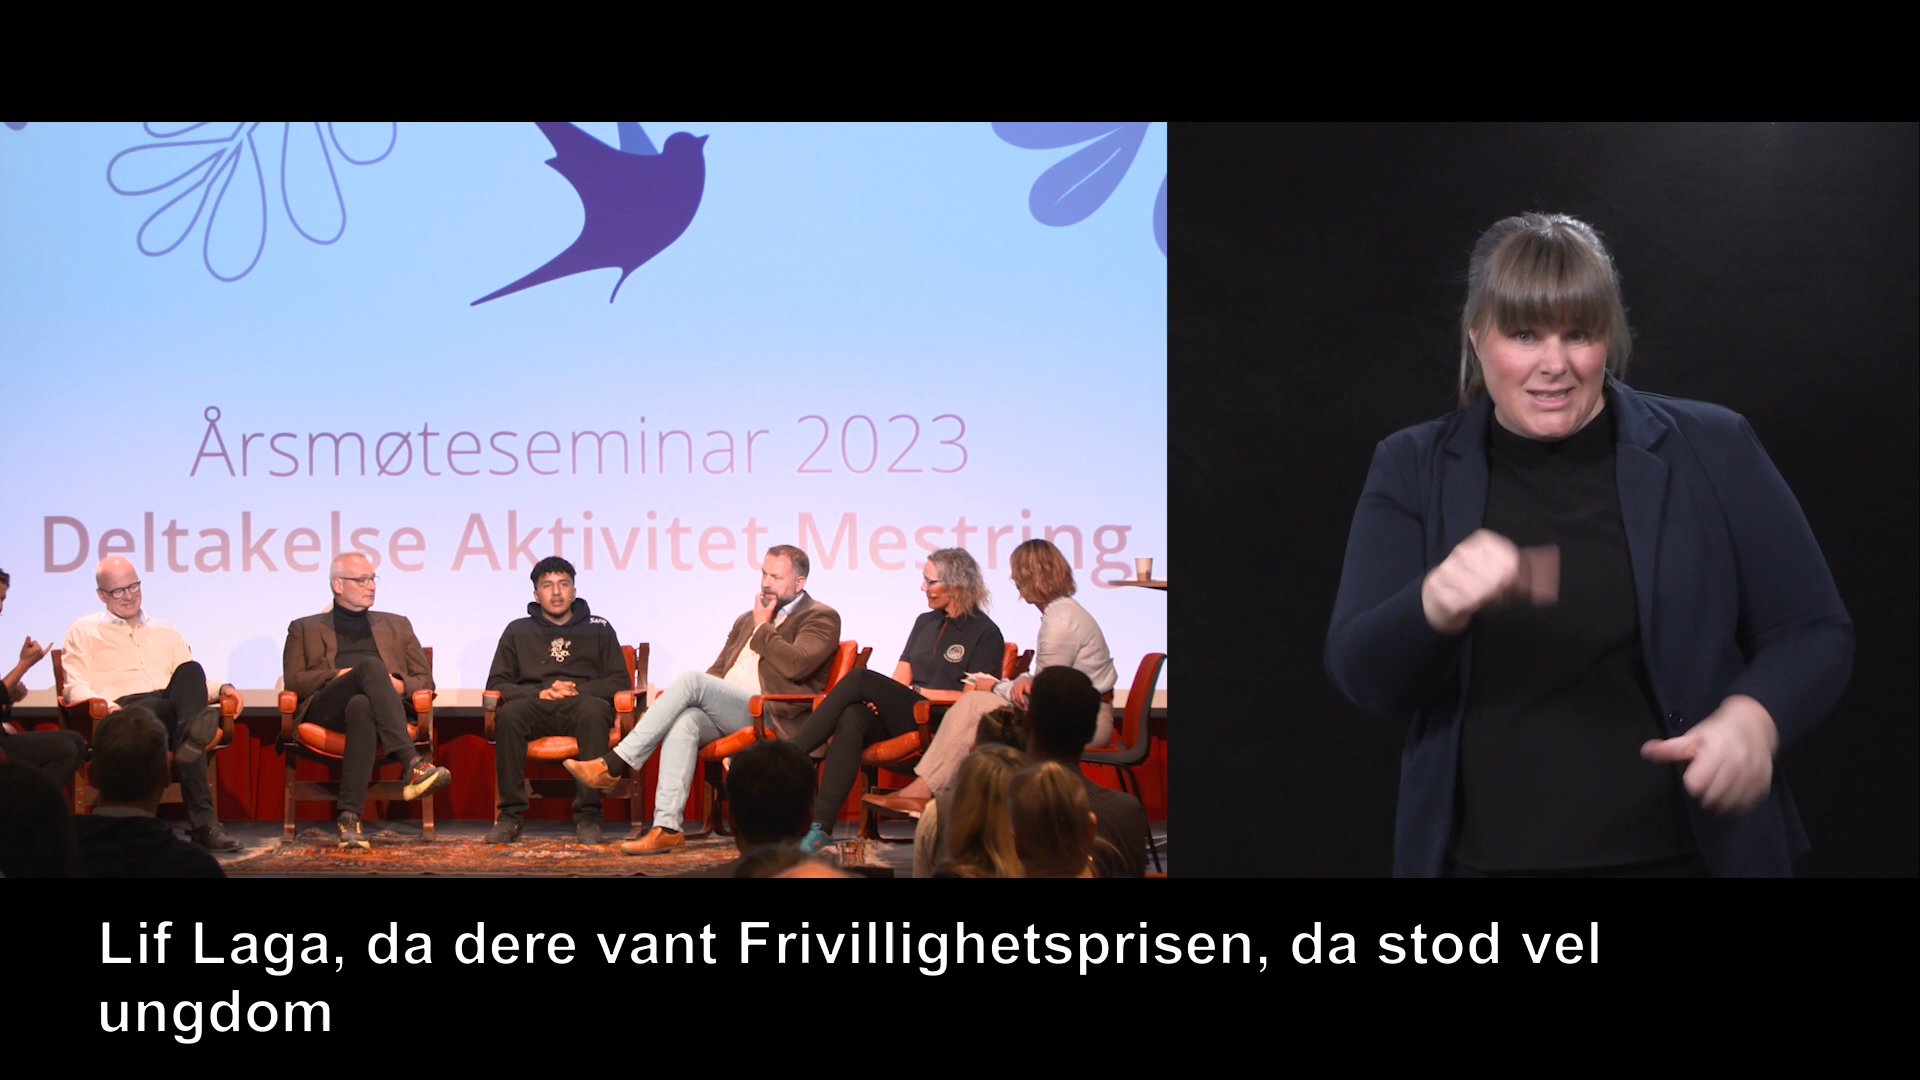 Årsmøteseminar 2023
Deltakelse Aktivitet Mestring
Lif Laga, da dere vant Frivillighetsprisen, da stod vel
ungdom